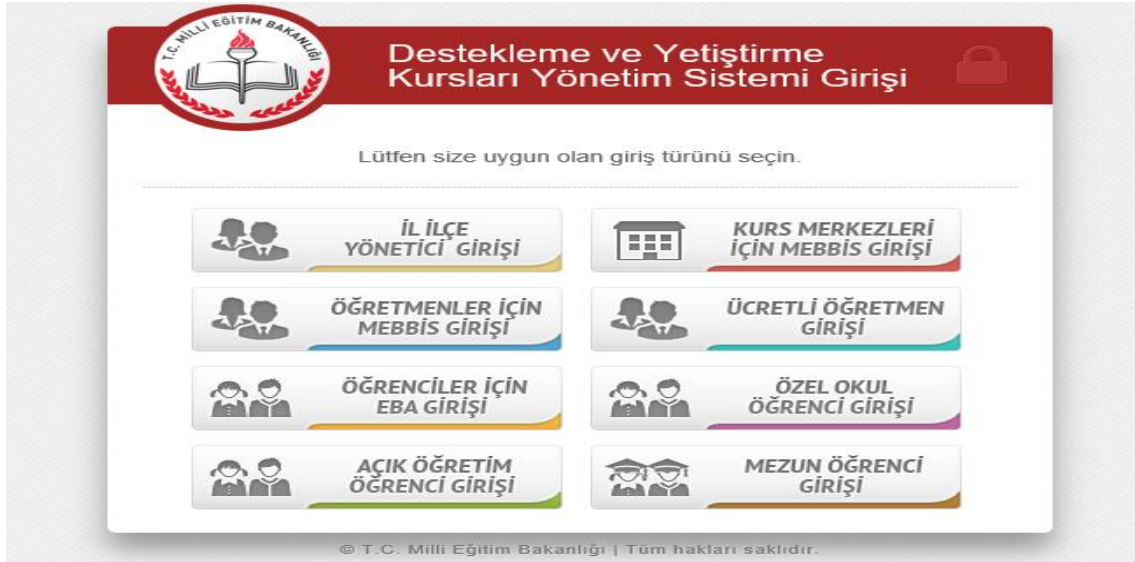 T.C. MİLLİ EĞİTİM BAKANLIĞI
Destekleme ve Yetiştirme
Kursları Yönetim Sistemi Girişi
Lütfen size uygun olan giriş türünü seçin.
İL İLÇE
YÖNETİCİ GİRİŞİ
KURS MERKEZLERİ
İÇİN MEBBİS GİRİŞİ
ÖĞRETMENLER İÇİN
MEBBİS GİRİŞİ
ÜCRETLİ ÖĞRETMEN
GİRİŞİ
ÖĞRENCİLER İÇİN
EBA GİRİŞİ
ÖZEL OKUL
ÖĞRENCİ GİRİŞİ
AÇIK ÖĞRETİM
ÖĞRENCİ GİRİŞİ
MEZUN ÖĞRENCİ
GİRİŞİ
© T.C. Milli Eğitim Bakanlığı | Tüm hakları saklıdır.